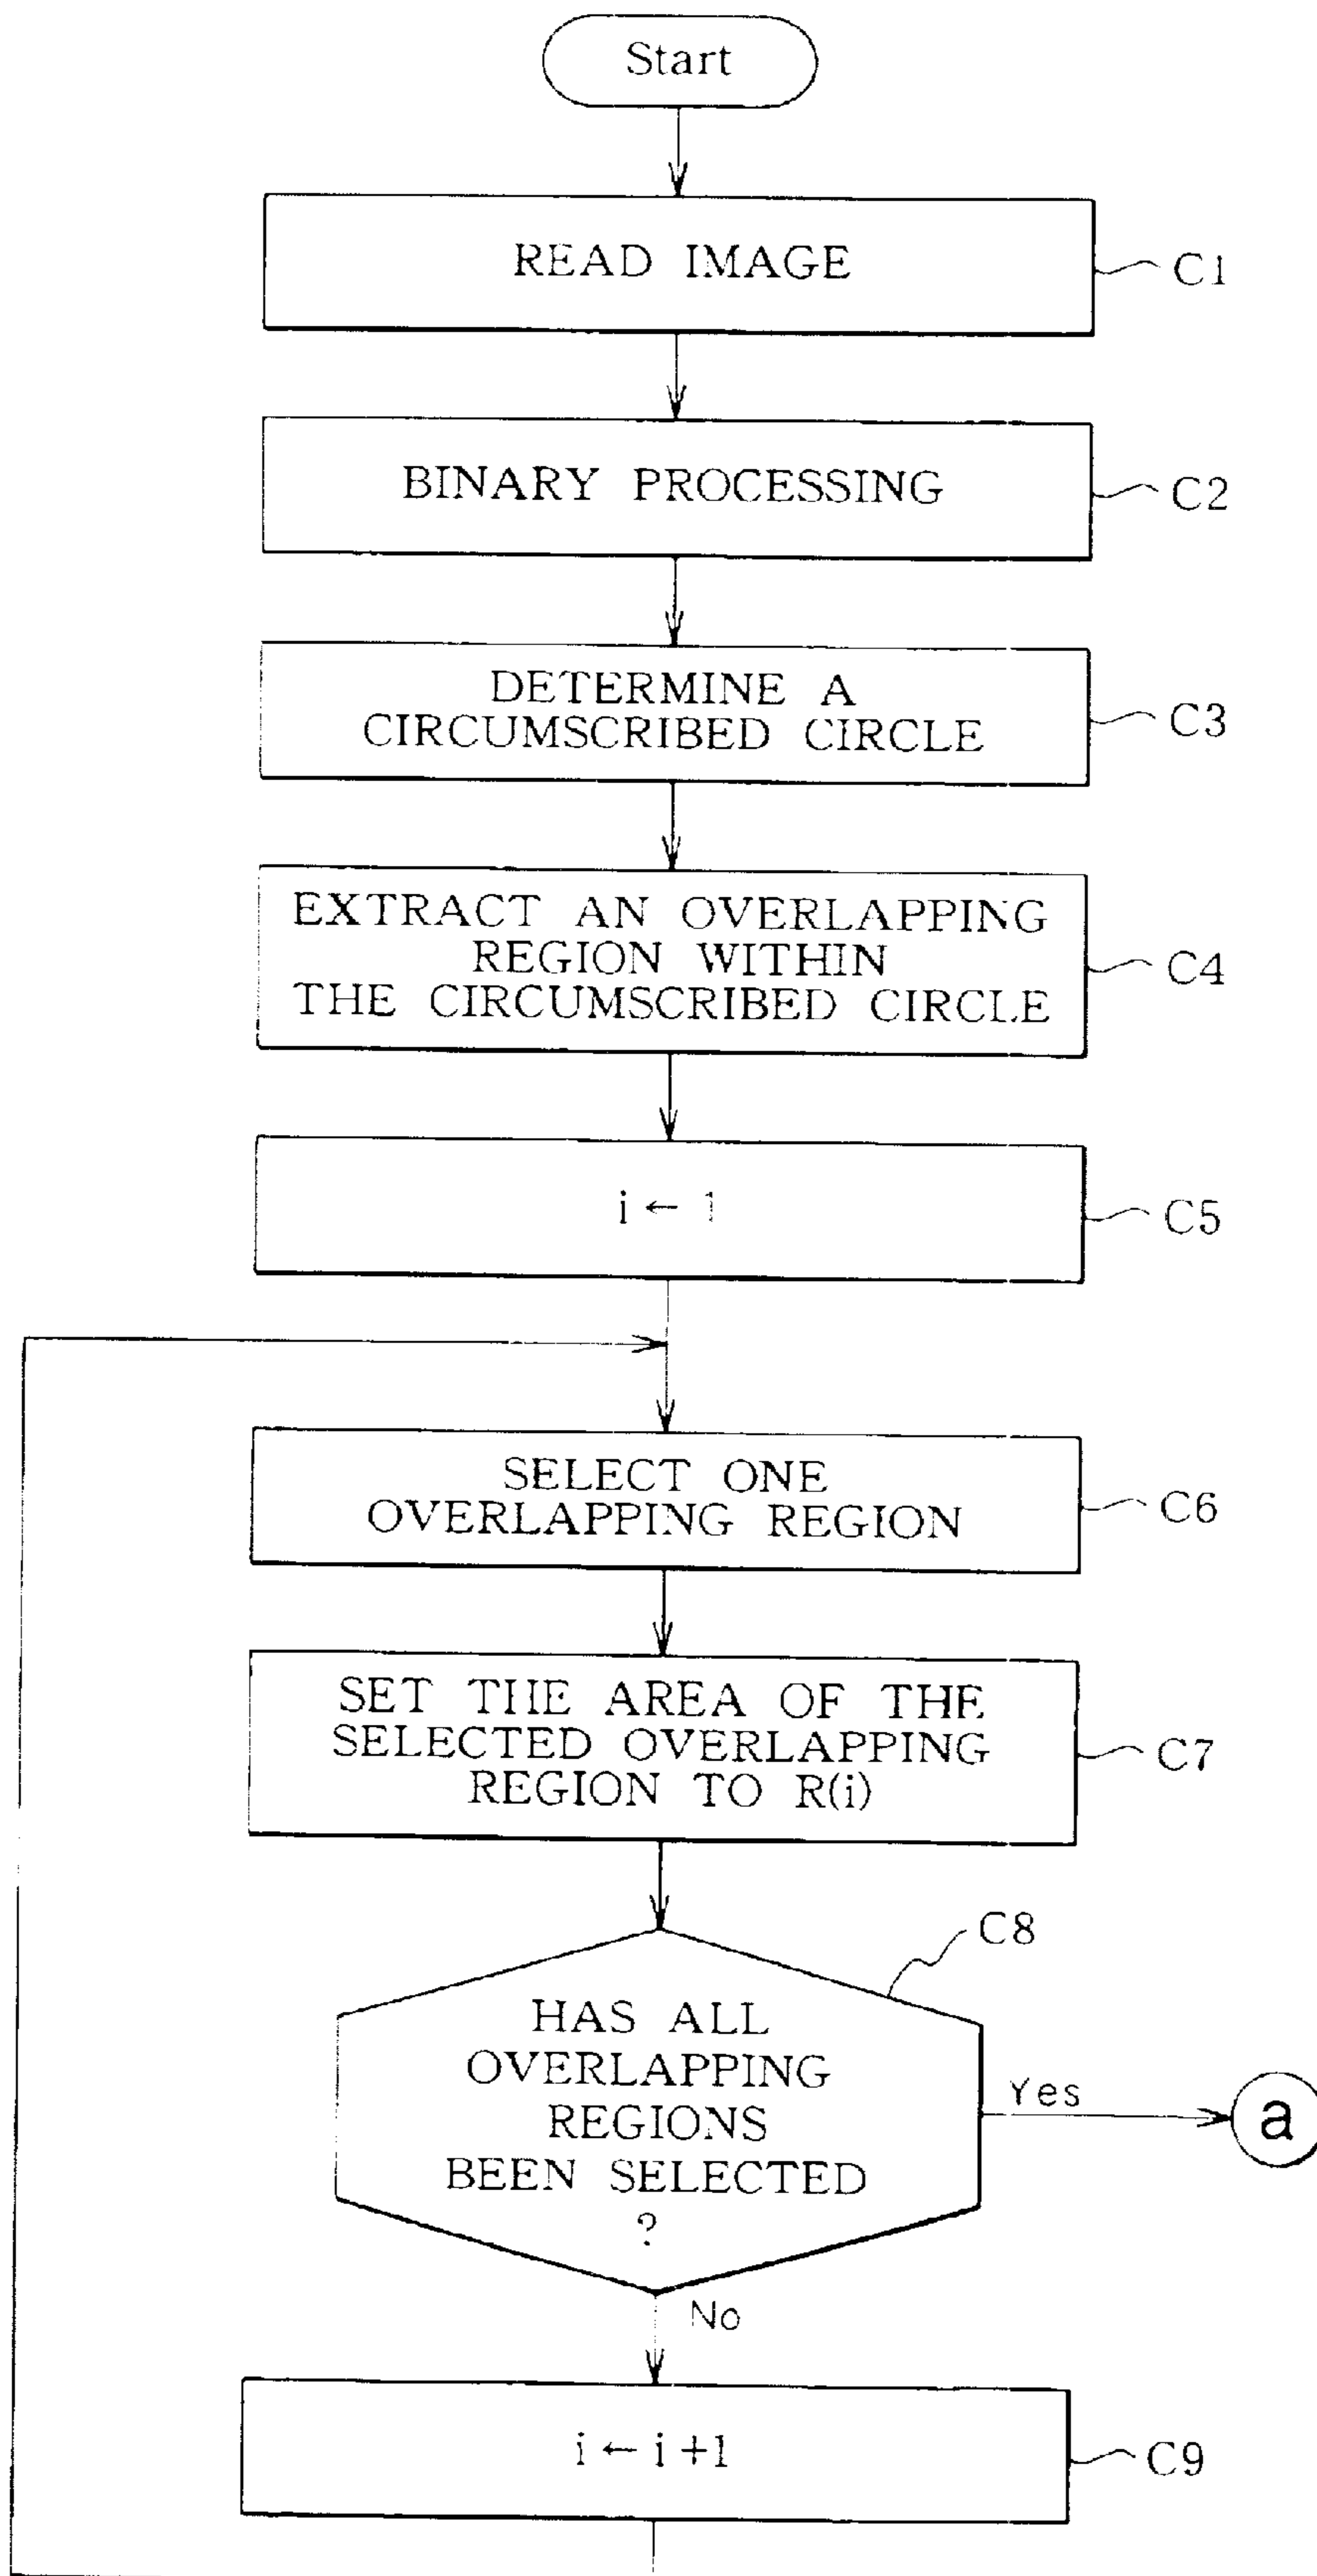 Start
READ IMAGE
C1
BINARY PROCESSING
C2
DETERMINE A
CIRCUMSCRIBED CIRCLE
C3
EXTRACT AN OVERLAPPING
REGION WITHIN
THE CIRCUMSCRIBED CIRCLE
C4
i ← 1
C5
SELECT ONE
OVERLAPPING REGION
C6
SET THE AREA OF THE
SELECTED OVERLAPPING
REGION TO R(i)
C7
C8
HAS ALL
OVERLAPPING
REGIONS
BEEN SELECTED
?
Yes
a
No
i ← i +1
C9